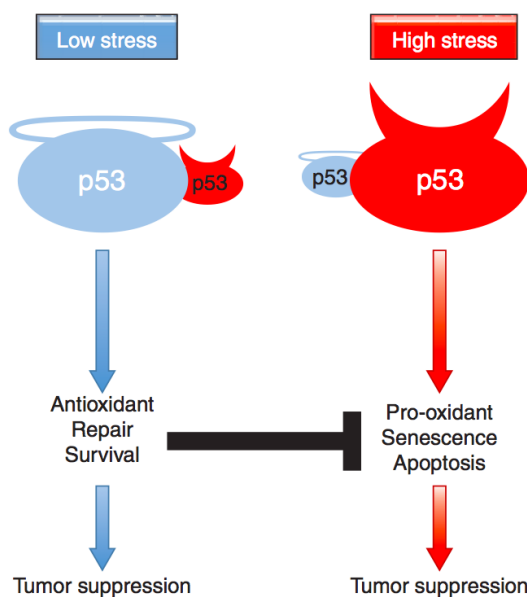 Low stress
High stress
p53
p53
p53
p53
Antioxidant
Repair
Survival
Pro-oxidant
Senescence
Apoptosis
Tumor suppression
Tumor suppression